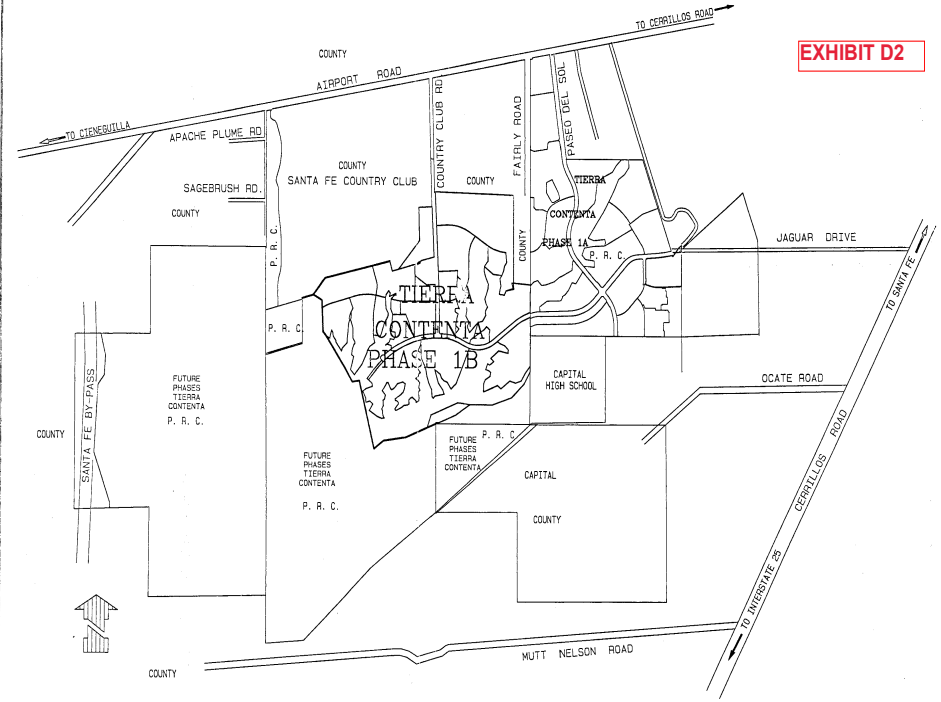 TO CERRILLOS ROAD
EXHIBIT D2
COUNTY
AIRPORT ROAD
TO CIENEGUILLA
APACHE PLUME RD.
COUNTRY CLUB RD
FAIRLY ROAD
PASEO DEL SOL
COUNTY
SANTA FE COUNTRY CLUB
COUNTY
SAGEBRUSH RD.
COUNTY
P. R. C.
TIERRA
CONTENTA
PHASE 1A
P. R. C.
COUNTY
JAGUAR DRIVE
TO SANTA FE
TIERRA
CONTENTA
PHASE 1B
P. R. C.
CAPITAL
HIGH SCHOOL
OCATE ROAD
FUTURE
PHASES
TIERRA
CONTENTA
P. R. C.
COUNTY
SANTA FE BY-PASS
CERRILLOS ROAD
FUTURE
PHASES
TIERRA
CONTENTA
P. R. C.
P. R. C
FUTURE
PHASES
TIERRA
CONTENTA
CAPITAL
COUNTY
TO INTERSTATE 25
MUTT NELSON ROAD
COUNTY